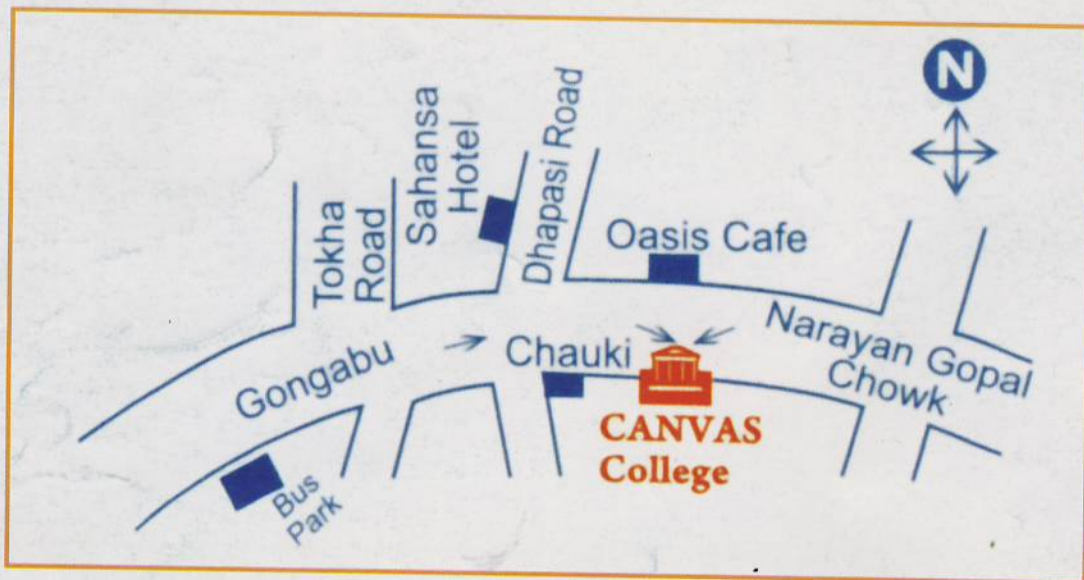 N
Tokha
Road
Sahansa
Hotel
Dhapasi Road
Oasis Cafe
Gongabu
Chauki
Narayan Gopal
Chowk
CANVAS
College
Bus
Park